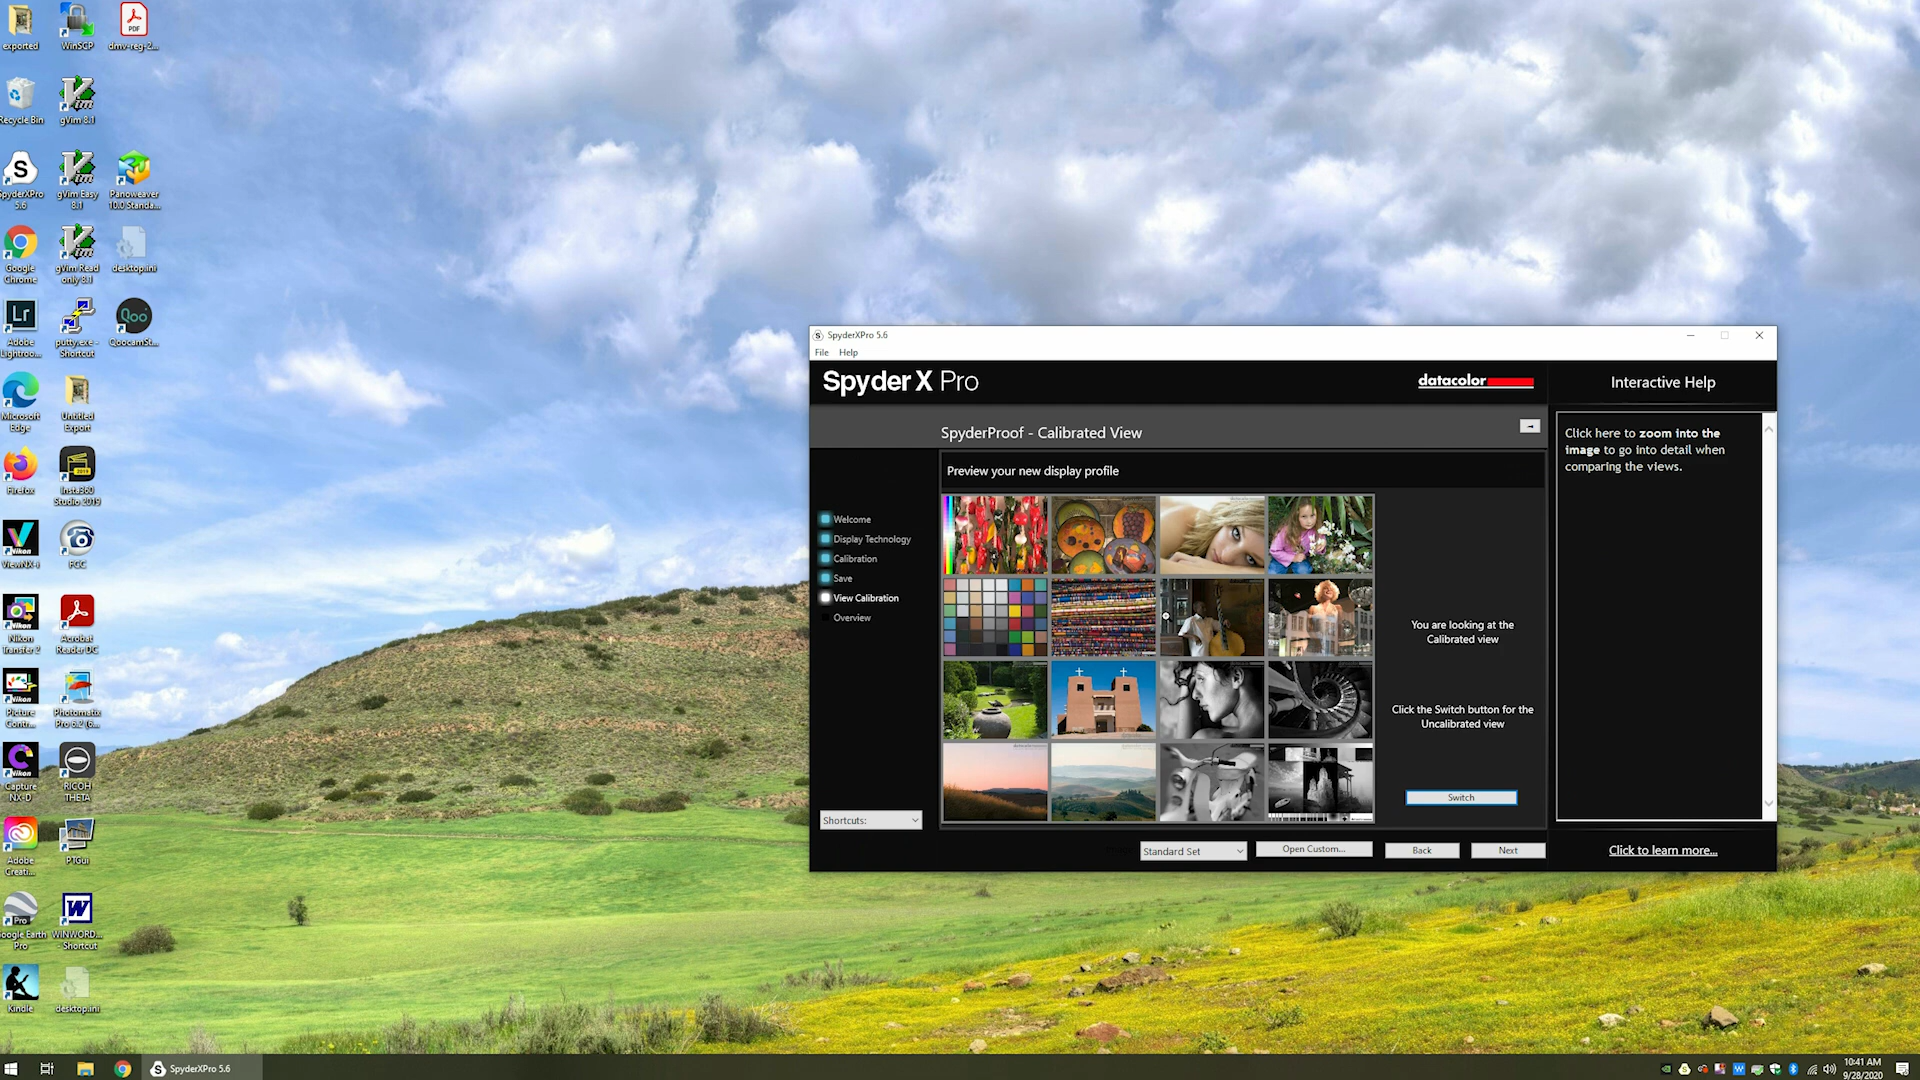 exported
WinSCP
dmv-reg-2...
Recycle Bin
gVim 8.1
SpyderXPro
5.6
gVim Easy
8.1
Panoweaver
10.0 Standa...
Google
Chrome
gVim Read
only 8.1
desktop.ini
Adobe
Lightroo...
putty.exe -
Shortcut
QoocamSt...
Microsoft
Edge
Untitled
Export
Firefox
Insta360
Studio 2019
ViewNX-i
Nikon
Transfer 2
Acrobat
Reader DC
Picture
Contr...
Photomatix
Pro 6.2 (6...
Capture
NX-D
RICOH
THETA
Adobe
Creati...
PTGui
Google Earth
Pro
WINWORD...
- Shortcut
Kindle
desktop.ini
SpyderXPro 5.6
File Help
Spyder X Pro
datacolor
Interactive Help
SpyderProof - Calibrated View
Preview your new display profile
Welcome
Display Technology
Calibration
Save
View Calibration
Overview
Shortcuts:
You are looking at the
Calibrated view
Click the Switch button for the
Uncalibrated view
Switch
Standard Set
Open Custom...
Back
Next
Click here to zoom into the
image to go into detail when
comparing the views.
Click to learn more...
SpyderXPro 5.6
10:41 AM
9/28/2020